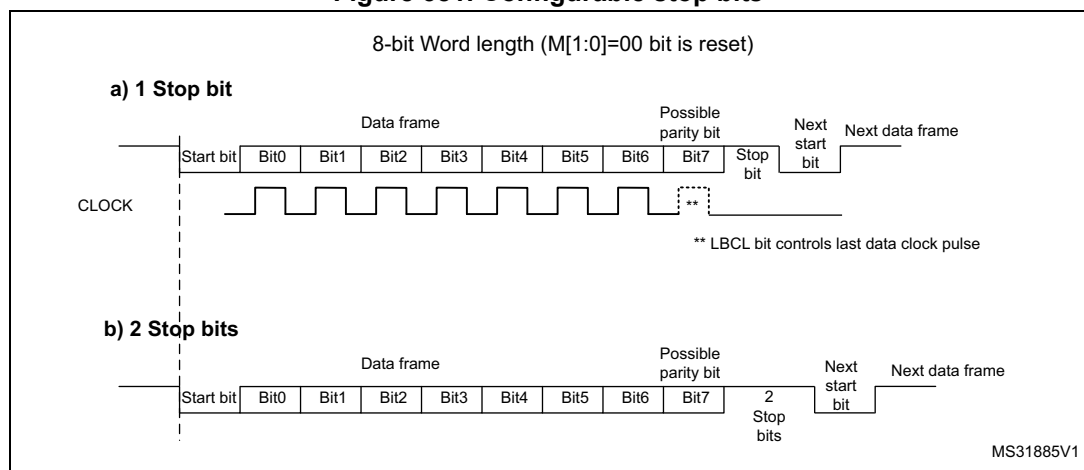 8-bit Word length (M[1:0]=00 bit is reset)
a) 1 Stop bit
Data frame
Possible parity bit
Next start bit
Next data frame
Start bit Bit0 Bit1 Bit2 Bit3 Bit4 Bit5 Bit6 Bit7 Stop bit
CLOCK
**
** LBCL bit controls last data clock pulse
b) 2 Stop bits
Data frame
Possible parity bit
Next start bit
Next data frame
Start bit Bit0 Bit1 Bit2 Bit3 Bit4 Bit5 Bit6 Bit7 2 Stop bits
MS31885V1